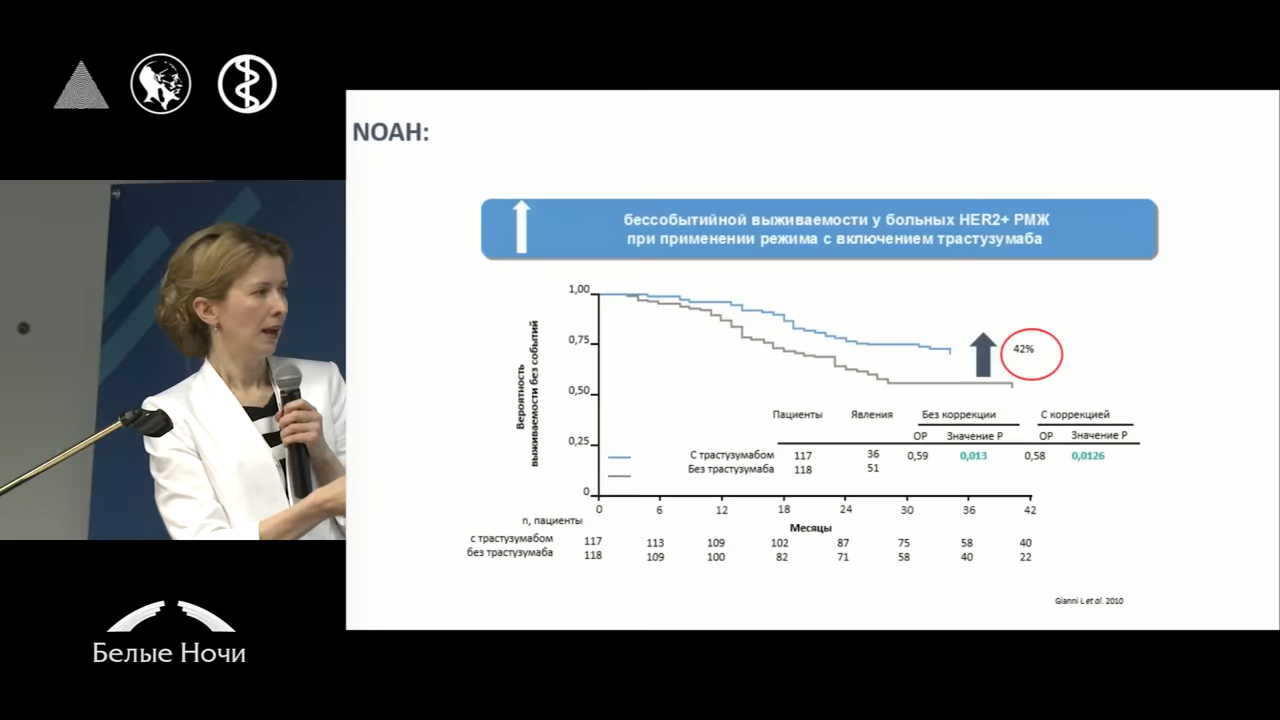 NOAH:
бессобытийной выживаемости у больных HER2+ РМЖ
при применении режима с включением трастузумаба
1,00
0,75
0,50
0,25
0
Вероятность
выживаемости без событий
42%
Пациенты Явления Без коррекции С коррекцией
ОР Значение Р ОР Значение Р
С трастузумабом 117 36 0,59 0,013 0,58 0,0126
Без трастузумаба 118 51
0 6 12 18 24 30 36 42
Месяцы
n, пациенты
с трастузумабом 117 113 109 102 87 75 58 40
без трастузумаба 118 109 100 82 71 58 40 22
Gianni L et al. 2010
Белые Ночи